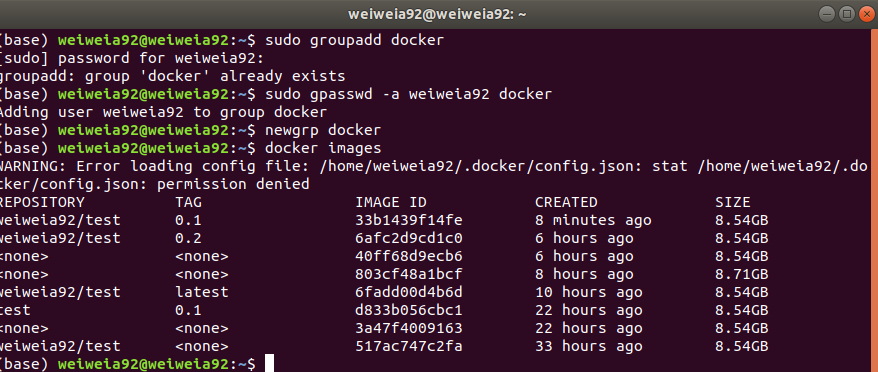 weiweia92@weiweia92: ~
(base) weiweia92@weiweia92:~$ sudo groupadd docker
[sudo] password for weiweia92:
groupadd: group 'docker' already exists
(base) weiweia92@weiweia92:~$ sudo gpasswd -a weiweia92 docker
Adding user weiweia92 to group docker
(base) weiweia92@weiweia92:~$ newgrp docker
(base) weiweia92@weiweia92:~$ docker images
WARNING: Error loading config file: /home/weiweia92/.docker/config.json: stat /home/weiweia92/.do
cker/config.json: permission denied
REPOSITORY TAG IMAGE ID CREATED SIZE
weiweia92/test 0.1 33b1439f14fe 8 minutes ago 8.54GB
weiweia92/test 0.2 6afc2d9cd1c0 6 hours ago 8.54GB
<none> <none> 40ff68d9ecb6 6 hours ago 8.54GB
<none> <none> 803cf48a1bcf 8 hours ago 8.71GB
weiweia92/test latest 6fadd00d4b6d 10 hours ago 8.54GB
test 0.1 d833b056cbc1 22 hours ago 8.54GB
<none> <none> 3a47f4009163 22 hours ago 8.54GB
weiweia92/test <none> 517ac747c2fa 33 hours ago 8.54GB
(base) weiweia92@weiweia92:~$